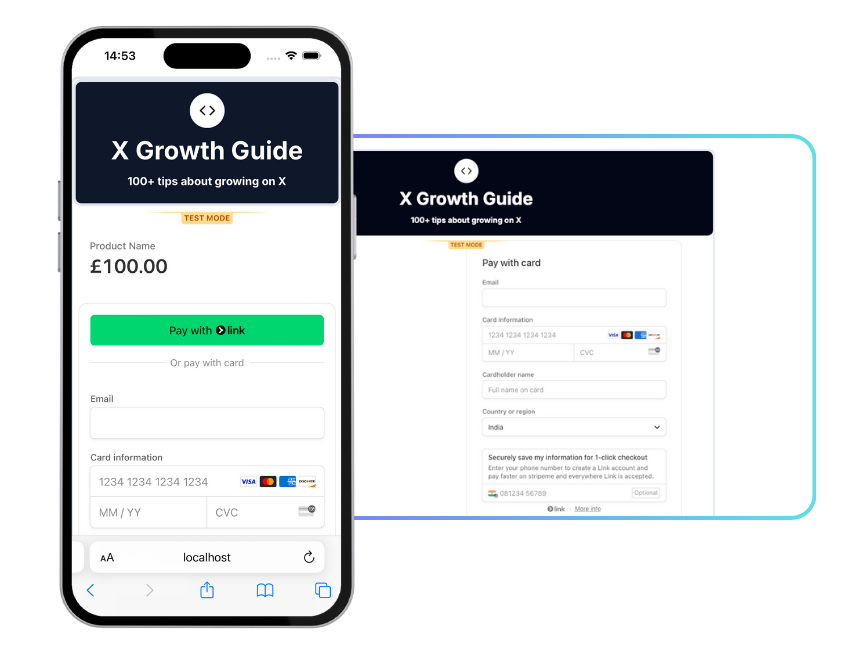 14:53
X Growth Guide
100+ tips about growing on X
TEST MODE
Product Name
£100.00
Pay with link
Or pay with card
Email
Card information
1234 1234 1234 1234 VISA DISCOVER
MM / YY CVC
AA localhost
X Growth Guide
100+ tips about growing on X
TEST MODE
Pay with card
Email
Card information
1234 1234 1234 1234 VISA
MM / YY CVC
Cardholder name
Full name on card
Country or region
India
Securely save my information for 1-click checkout
Enter your phone number to create a Link account and
pay faster on stripeme and everywhere Link is accepted.
081234 56789 Optional
link · More info